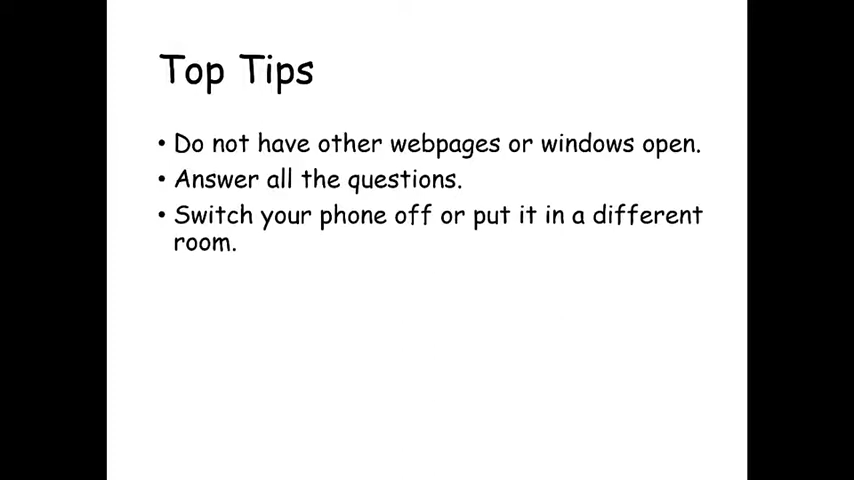 Top Tips
• Do not have other webpages or windows open.
• Answer all the questions.
• Switch your phone off or put it in a different
room.